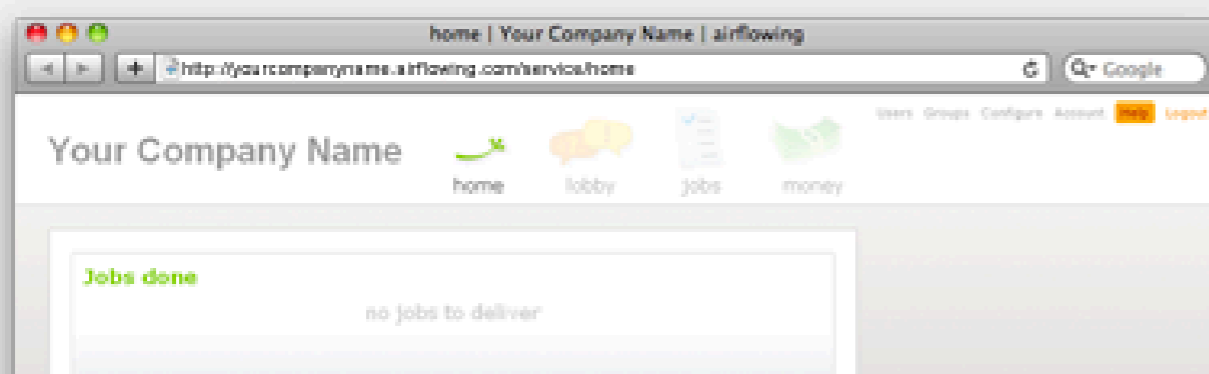 home | Your Company Name | airflowing
http://yourcompanyname.airflowing.com/service/home
Google
Users Groups Configure Account Help Logout
Your Company Name
home lobby jobs money
Jobs done
no jobs to deliver